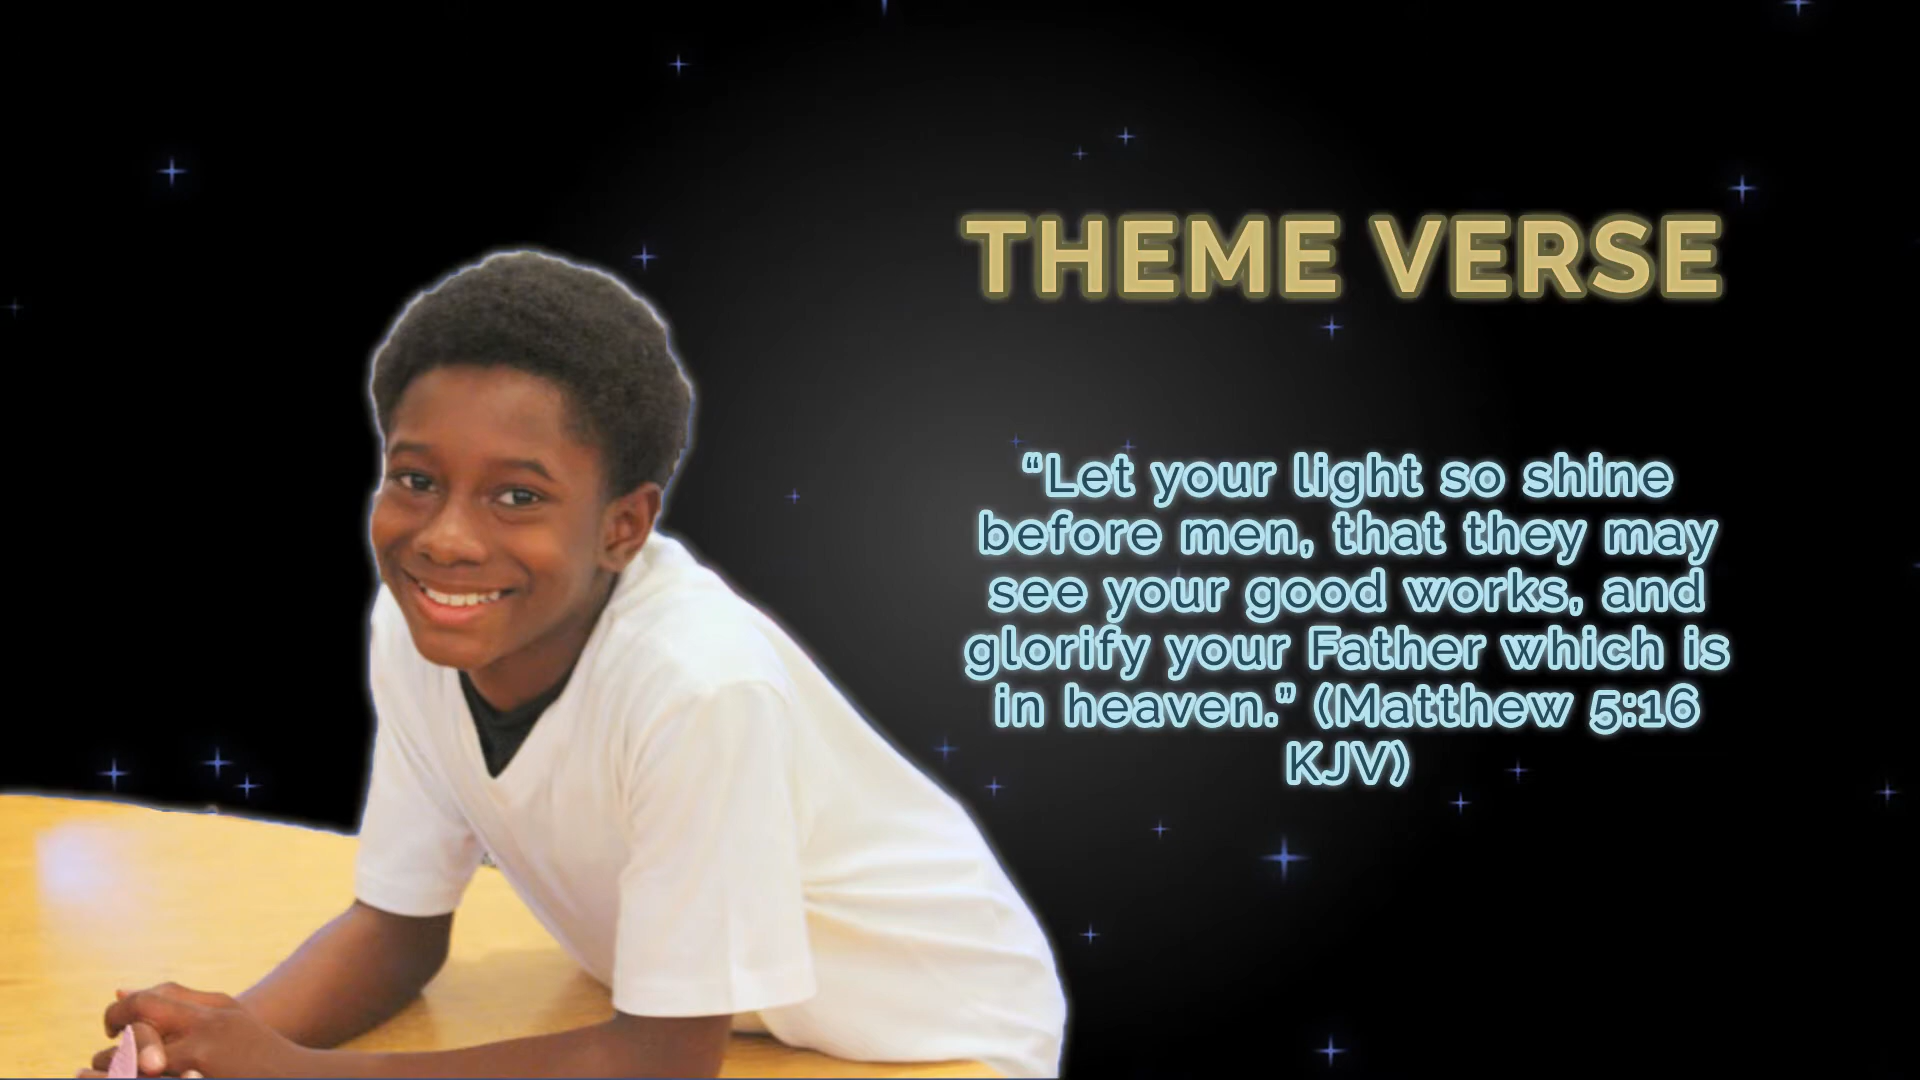 THEME VERSE
“Let your light so shine
before men, that they may
see your good works, and
glorify your Father which is
in heaven.” (Matthew 5:16
KJV)